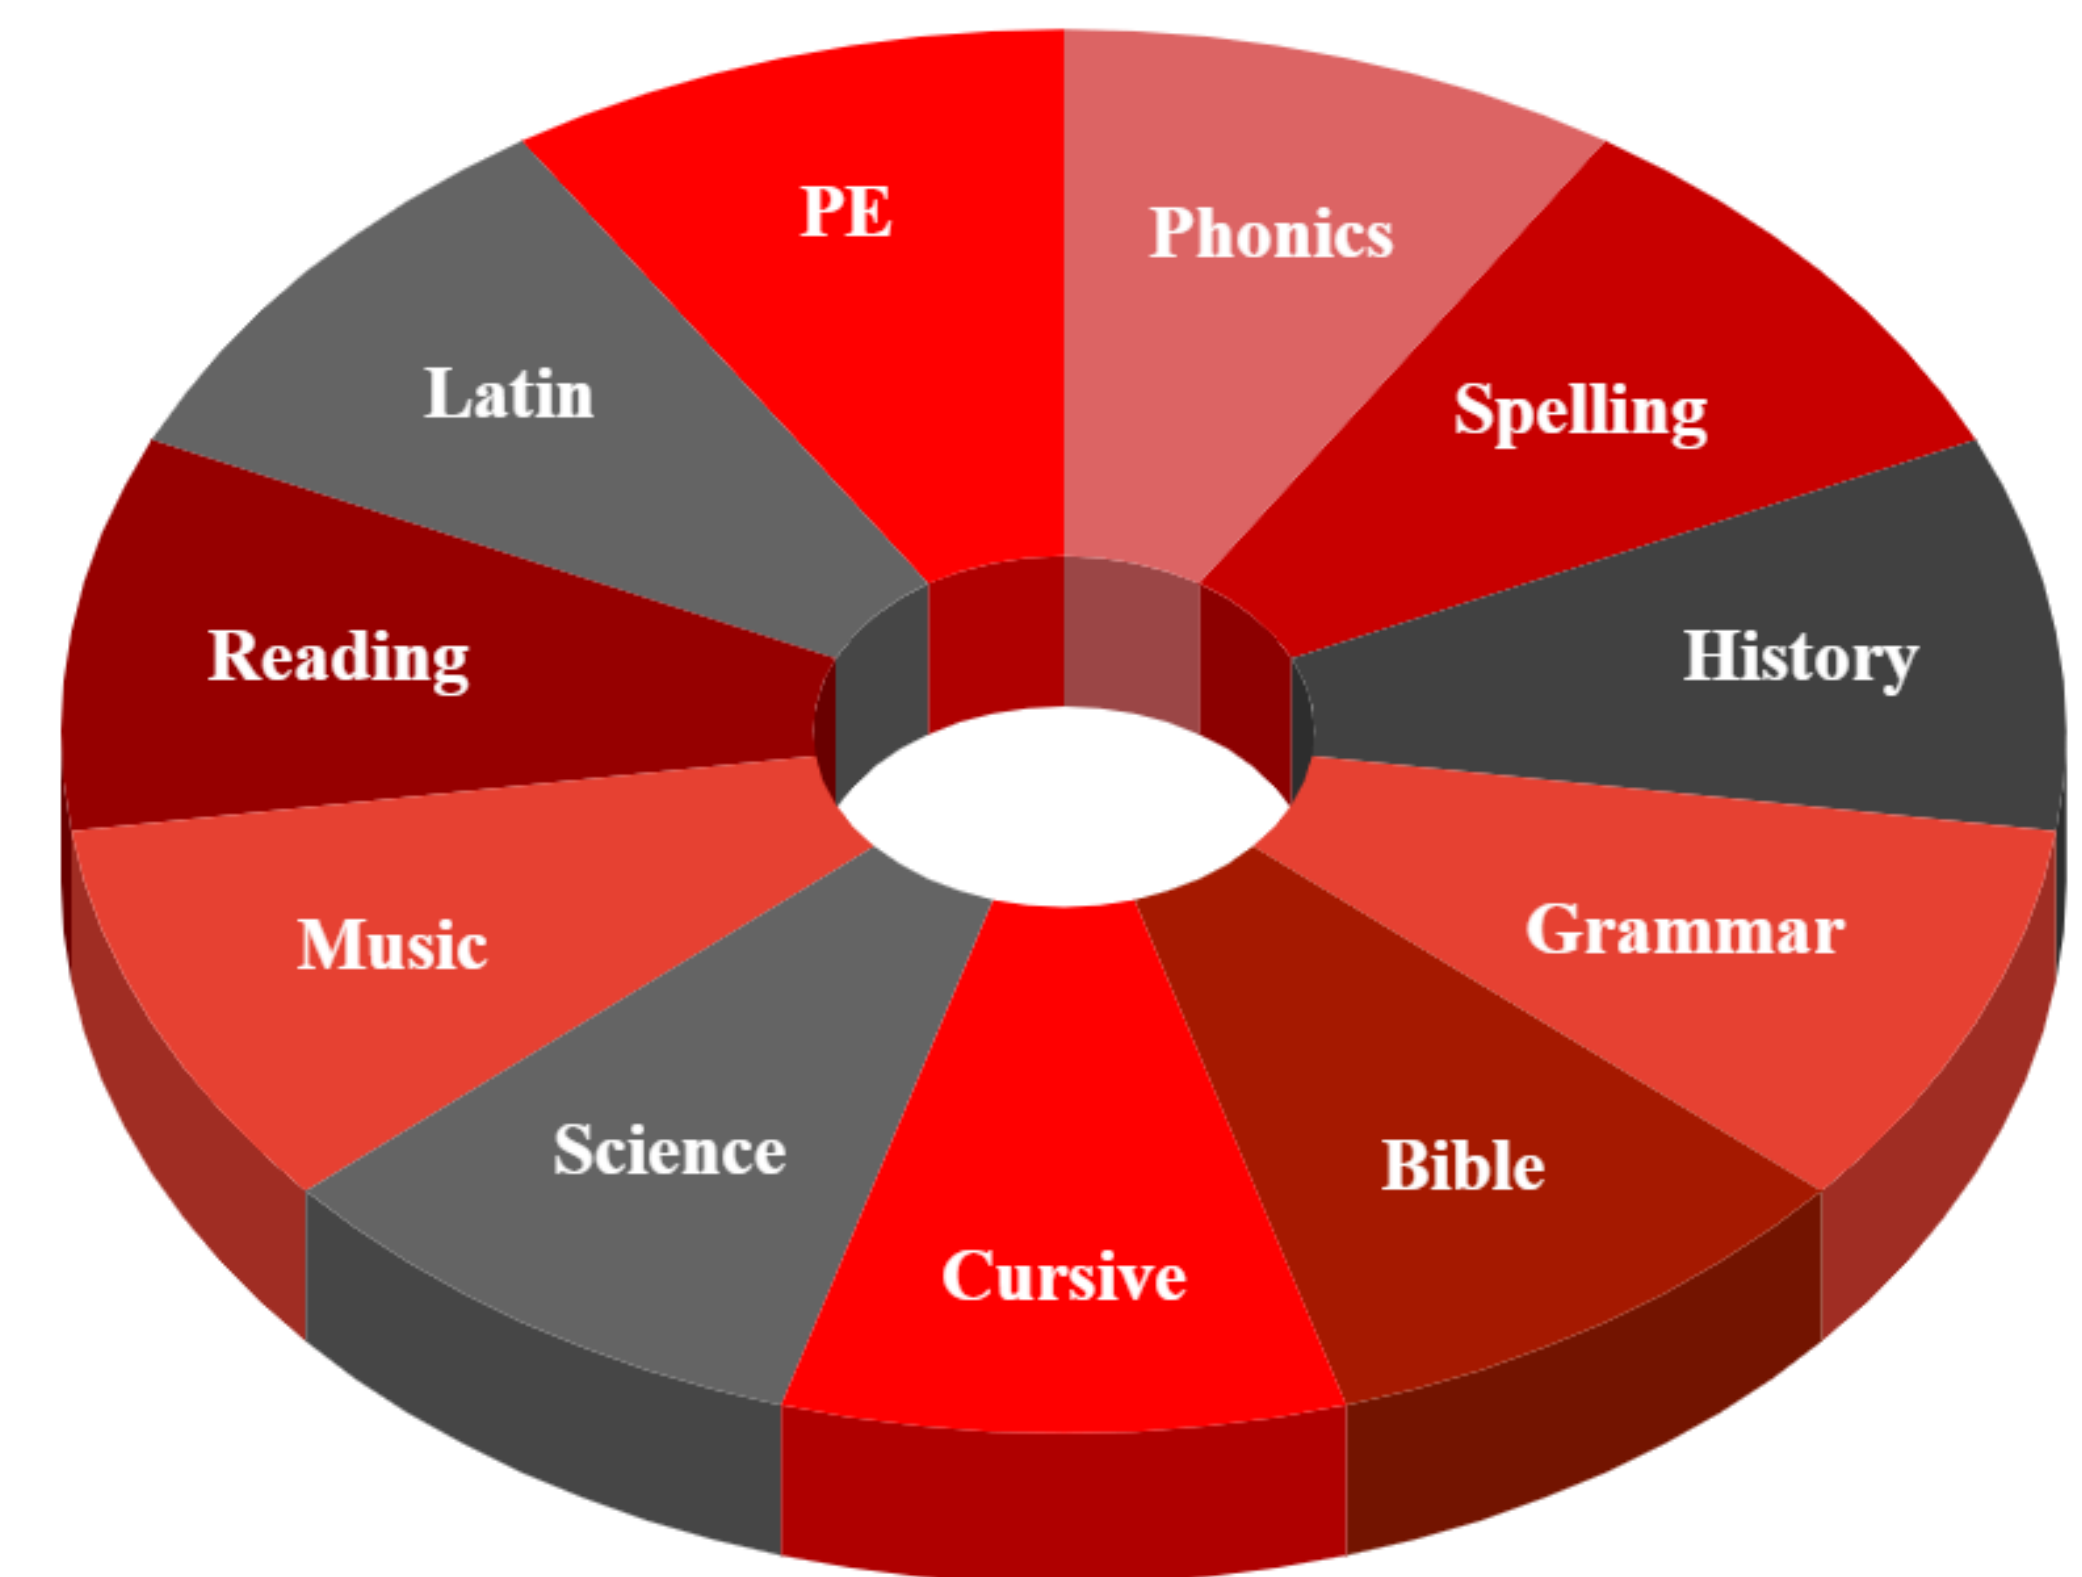 PE
Phonics
Spelling
History
Grammar
Bible
Cursive
Science
Music
Reading
Latin